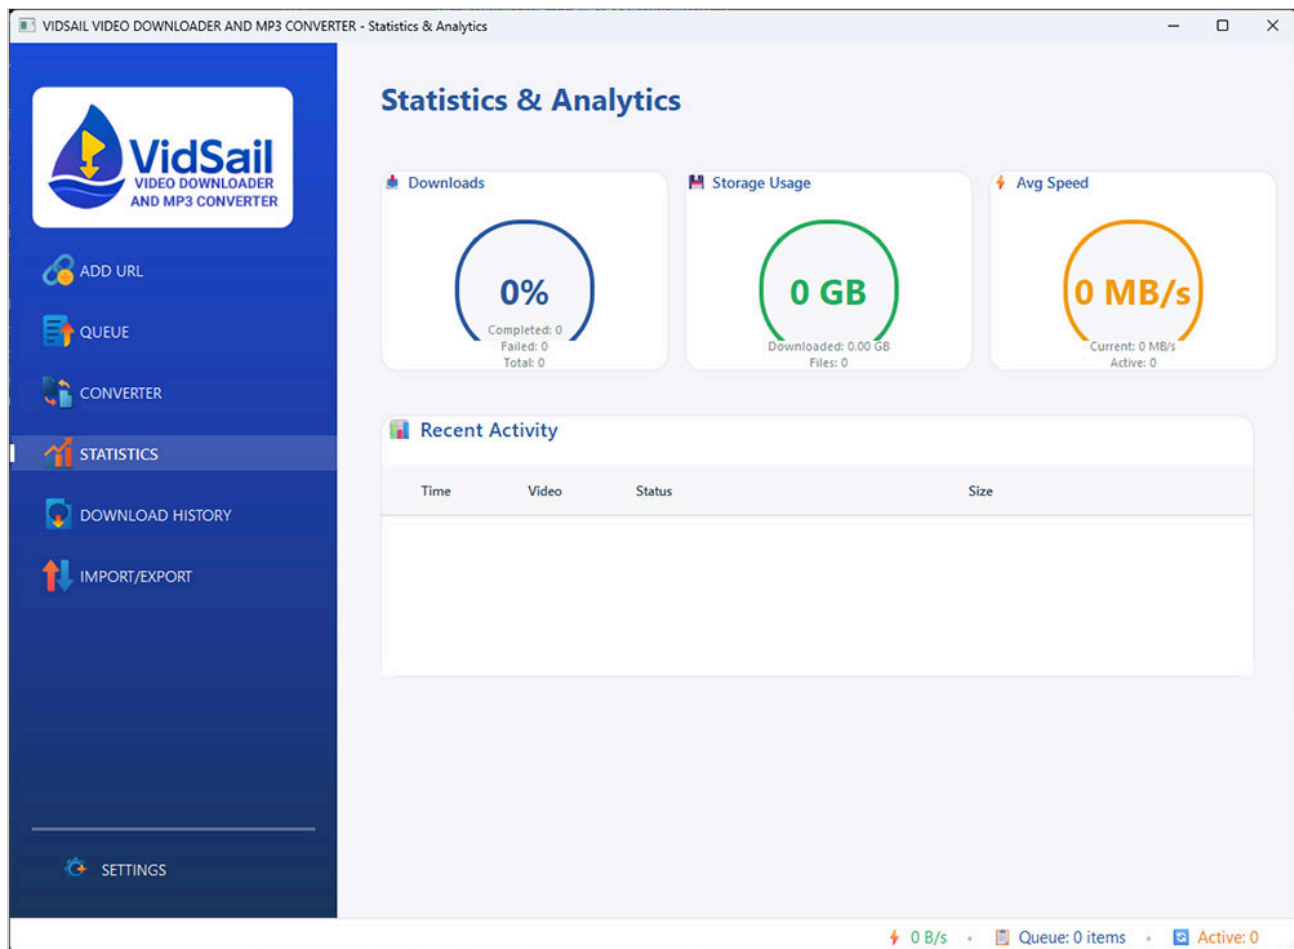 VIDSAIL VIDEO DOWNLOADER AND MP3 CONVERTER - Statistics & Analytics
VidSail
VIDEO DOWNLOADER
AND MP3 CONVERTER
ADD URL
QUEUE
CONVERTER
STATISTICS
DOWNLOAD HISTORY
IMPORT/EXPORT
SETTINGS
Statistics & Analytics
Downloads
0%
Completed: 0
Failed: 0
Total: 0
Storage Usage
0 GB
Downloaded: 0.00 GB
Files: 0
Avg Speed
0 MB/s
Current: 0 MB/s
Active: 0
Recent Activity
Time Video Status Size
0 B/s • Queue: 0 items • Active: 0